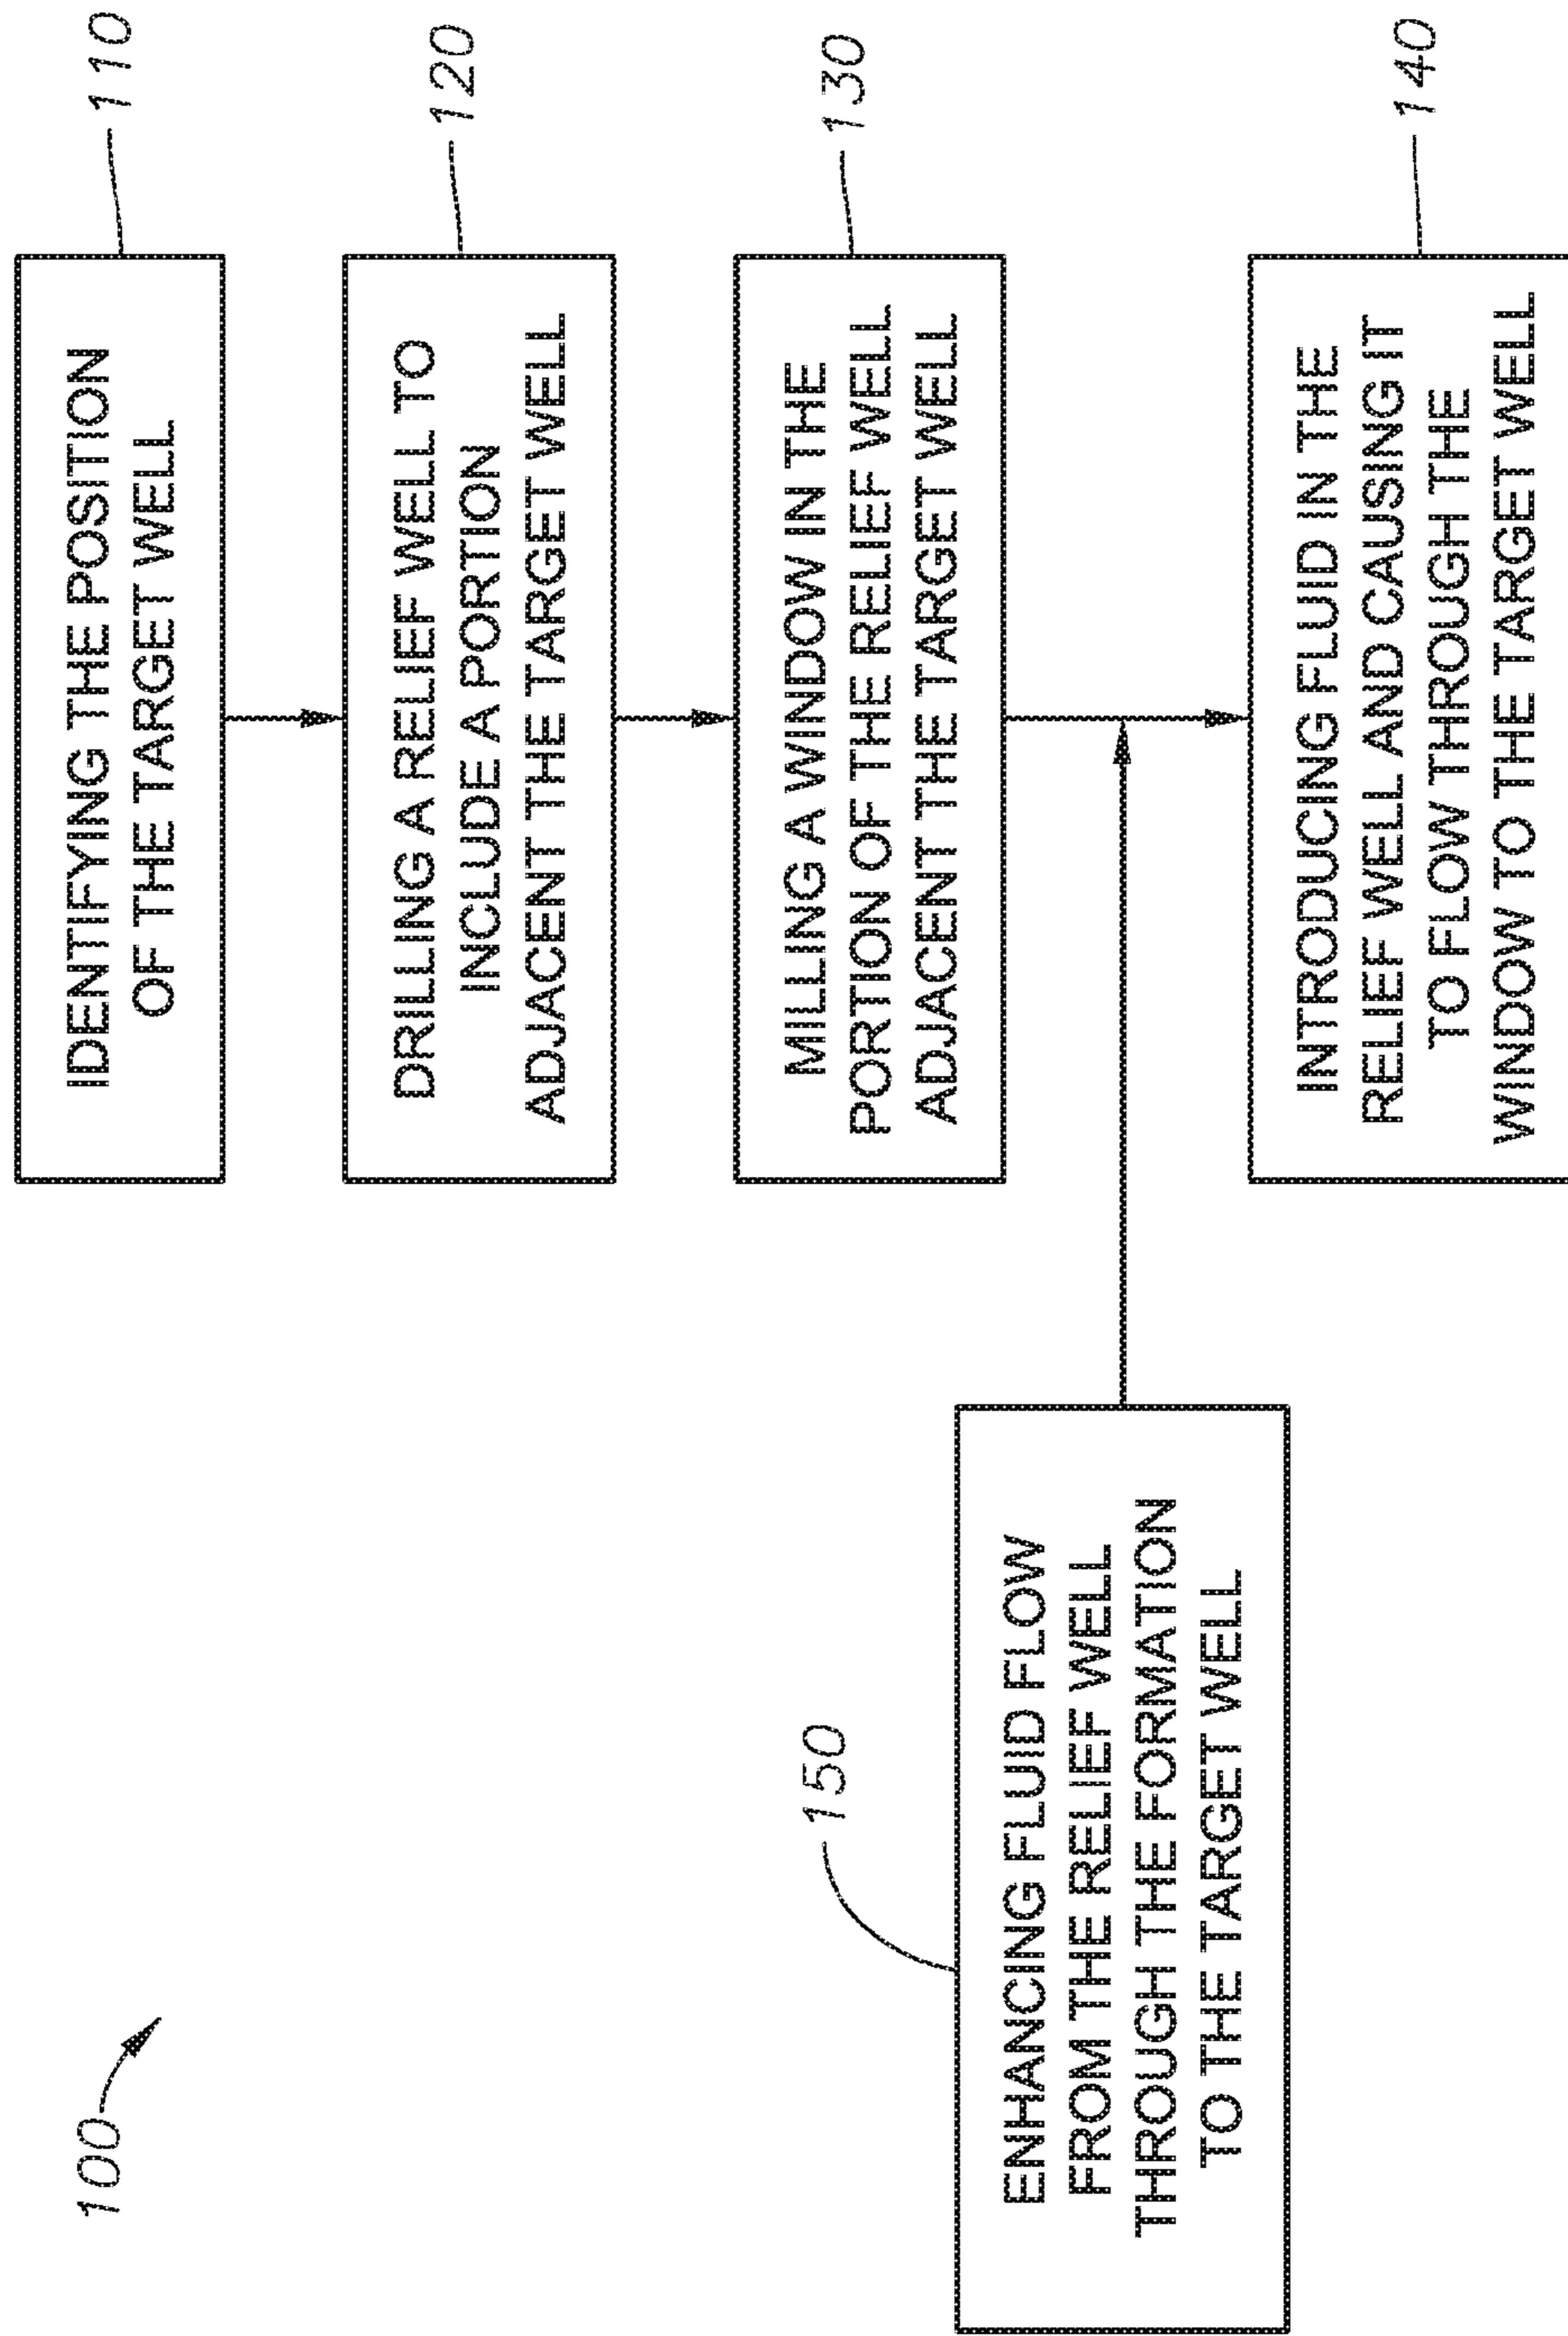 100
IDENTIFYING THE POSITION
OF THE TARGET WELL
110
DRILLING A RELIEF WELL TO
INCLUDE A PORTION
ADJACENT THE TARGET WELL
120
MILLING A WINDOW IN THE
PORTION OF THE RELIEF WELL
ADJACENT THE TARGET WELL
130
150
ENHANCING FLUID FLOW
FROM THE RELIEF WELL
THROUGH THE FORMATION
TO THE TARGET WELL
INTRODUCING FLUID IN THE
RELIEF WELL AND CAUSING IT
TO FLOW THROUGH THE
WINDOW TO THE TARGET WELL
140